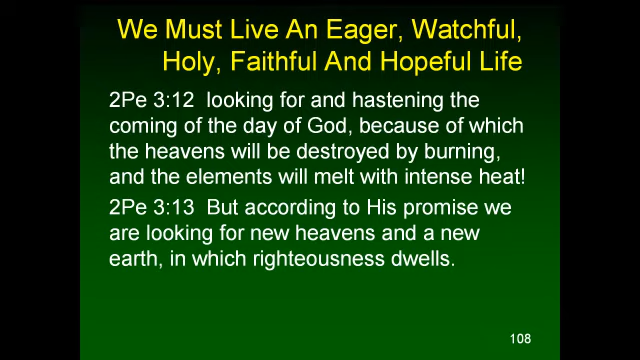 We Must Live An Eager, Watchful,
Holy, Faithful And Hopeful Life
2Pe 3:12  looking for and hastening the
coming of the day of God, because of which
the heavens will be destroyed by burning,
and the elements will melt with intense heat!
2Pe 3:13  But according to His promise we
are looking for new heavens and a new
earth, in which righteousness dwells.
108